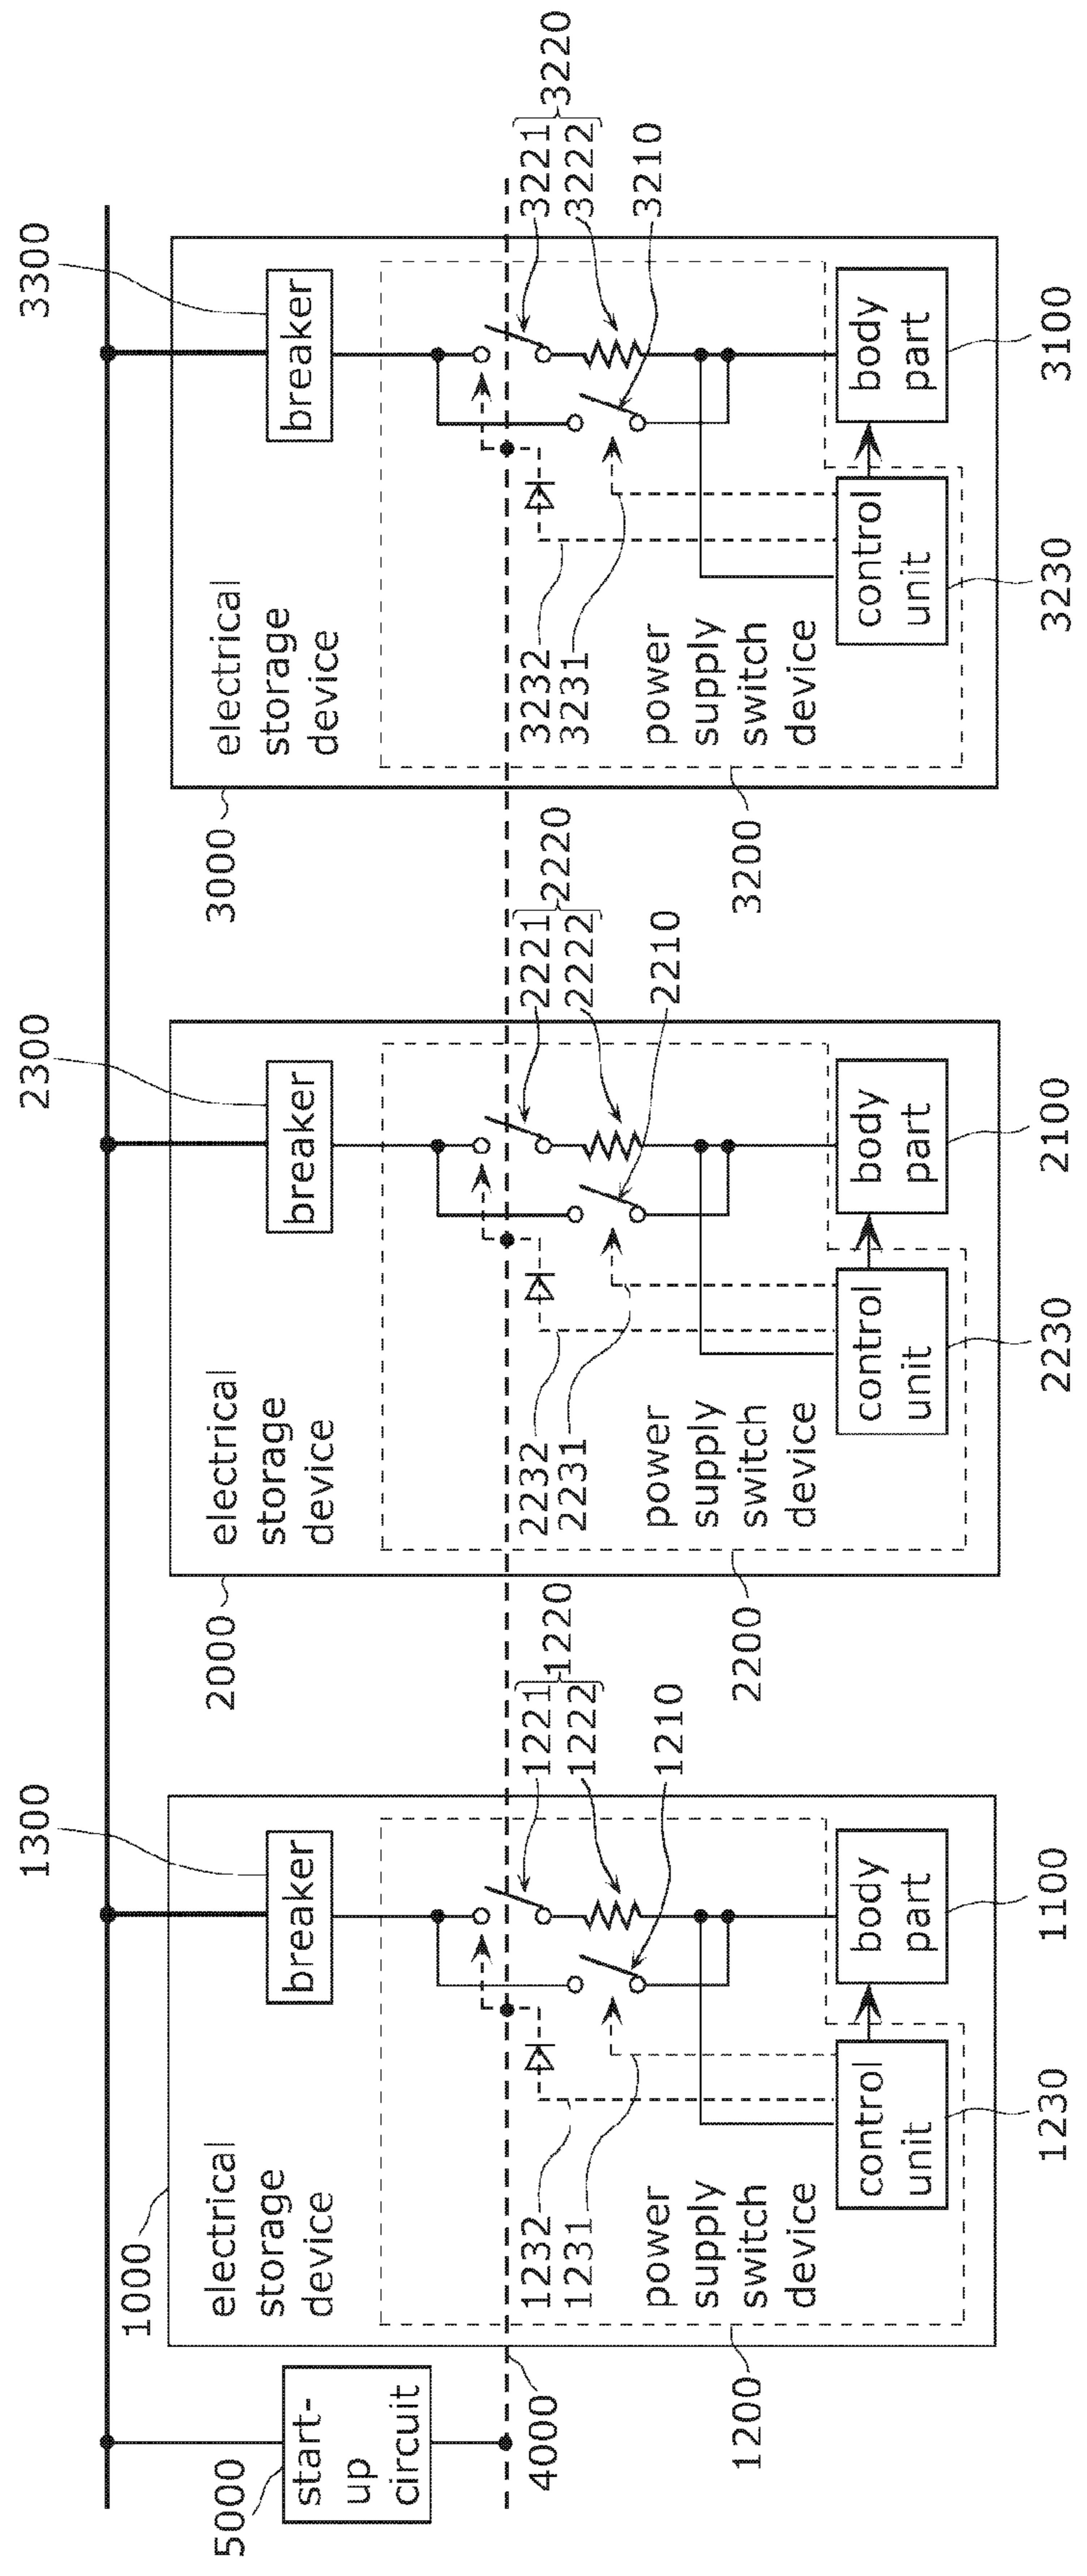 5000
start-
up
circuit
4000
1000
electrical
storage
device
1300
breaker
1232
1231
1221
1222
1220
1210
power
supply
switch
device
1200
control
unit
1230
body
part
1100
2000
electrical
storage
device
2300
breaker
2232
2231
2221
2222
2220
2210
power
supply
switch
device
2200
control
unit
2230
body
part
2100
3000
electrical
storage
device
3300
breaker
3232
3231
3221
3222
3220
3210
power
supply
switch
device
3200
control
unit
3230
body
part
3100